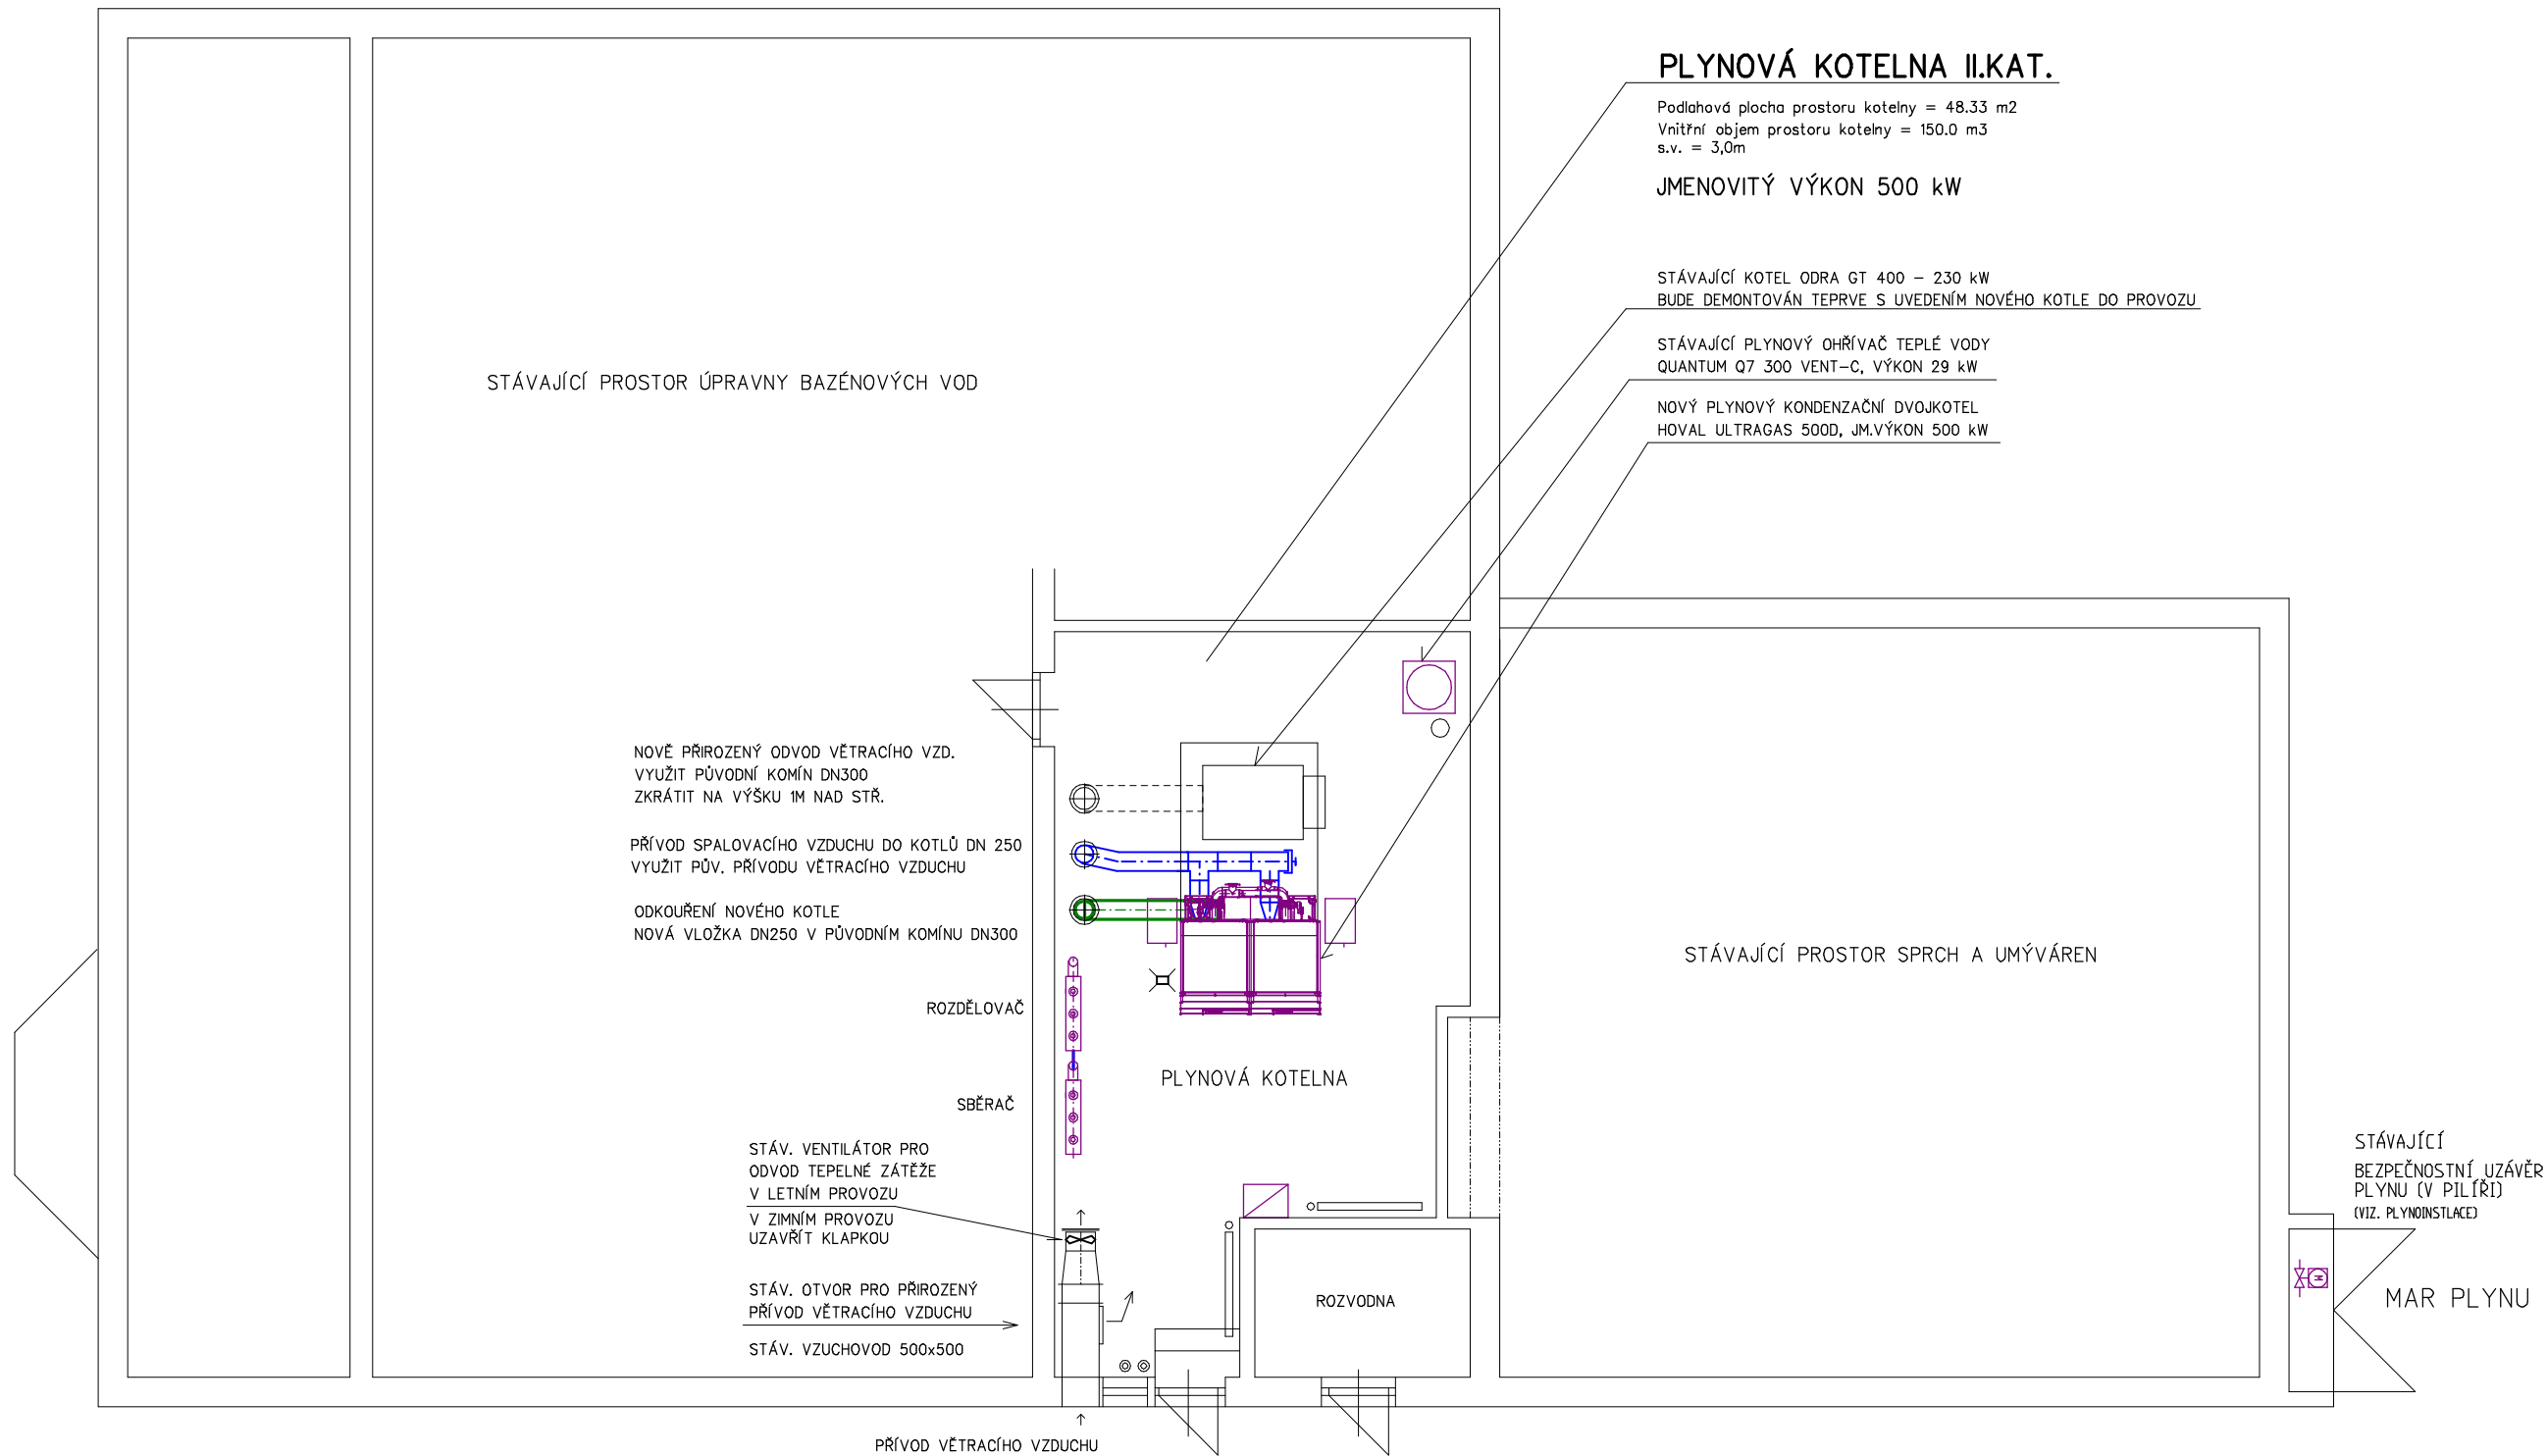 PLYNOVÁ KOTELNA II.KAT.
Podlahová plocha prostoru kotelny = 48.33 m2
Vnitřní objem prostoru kotelny = 150.0 m3
s.v. = 3,0m
JMENOVITÝ VÝKON 500 kW
STÁVAJÍCÍ KOTEL ODRA GT 400 – 230 kW
BUDE DEMONTOVÁN TEPRVE S UVEDENÍM NOVÉHO KOTLE DO PROVOZU
STÁVAJÍCÍ PLYNOVÝ OHŘÍVAČ TEPLÉ VODY
QUANTUM Q7 300 VENT-C, VÝKON 29 kW
NOVÝ PLYNOVÝ KONDENZAČNÍ DVOJKOTEL
HOVAL ULTRAGAS 500D, JM.VÝKON 500 kW
STÁVAJÍCÍ PROSTOR ÚPRAVNY BAZÉNOVÝCH VOD
NOVĚ PŘIROZENÝ ODVOD VĚTRACÍHO VZD.
VYUŽIT PŮVODNÍ KOMÍN DN300
ZKRÁTIT NA VÝŠKU 1M NAD STŘ.
PŘÍVOD SPALOVACÍHO VZDUCHU DO KOTLŮ DN 250
VYUŽIT PŮV. PŘÍVODU VĚTRACÍHO VZDUCHU
ODKOUŘENÍ NOVÉHO KOTLE
NOVÁ VLOŽKA DN250 V PŮVODNÍM KOMÍNU DN300
STÁVAJÍCÍ PROSTOR SPRCH A UMÝVÁREN
ROZDĚLOVAČ
PLYNOVÁ KOTELNA
SBĚRAČ
STÁV. VENTILÁTOR PRO
ODVOD TEPELNÉ ZÁTĚŽE
V LETNÍM PROVOZU
V ZIMNÍM PROVOZU
UZAVŘÍT KLAPKOU
STÁV. OTVOR PRO PŘIROZENÝ
PŘÍVOD VĚTRACÍHO VZDUCHU
STÁV. VZUCHOVOD 500x500
STÁVAJÍCÍ
BEZPEČNOSTNÍ UZÁVĚR
PLYNU (V PILÍŘI)
(VIZ. PLYNOINSTLACE)
M
MAR PLYNU
ROZVODNA
PŘÍVOD VĚTRACÍHO VZDUCHU